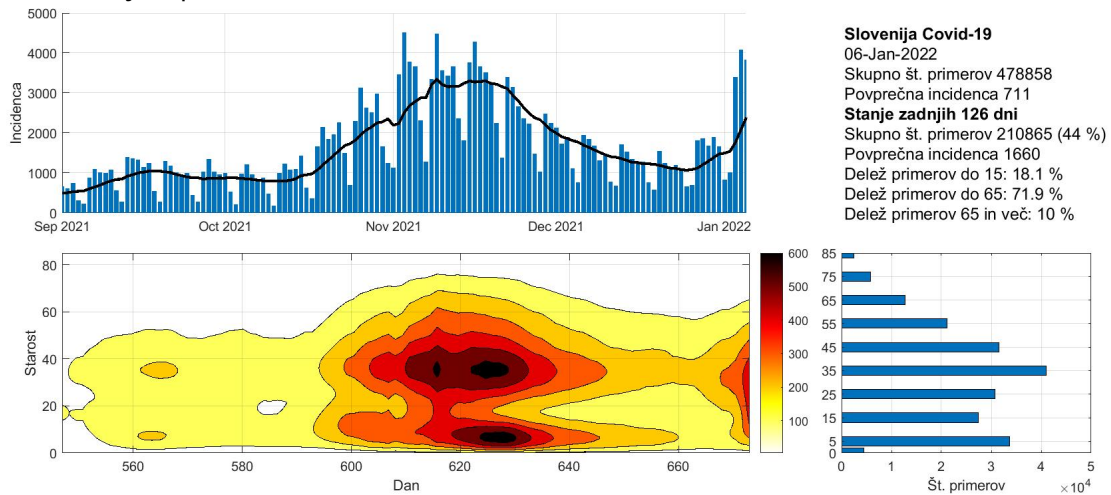 5000
4000
3000
2000
1000
0
Incidenca
Sep 2021 Oct 2021 Nov 2021 Dec 2021 Jan 2022
Slovenija Covid-19
06-Jan-2022
Skupno št. primerov 478858
Povprečna incidenca 711
Stanje zadnjih 126 dni
Skupno št. primerov 210865 (44 %)
Povprečna incidenca 1660
Delež primerov do 15: 18.1 %
Delež primerov do 65: 71.9 %
Delež primerov 65 in več: 10 %
80
60
40
20
0
Starost
560 580 600 620 640 660
Dan
600
500
400
300
200
100
85
75
65
55
45
35
25
15
5
0
0 1 2 3 4 5
Št. primerov
×10⁴